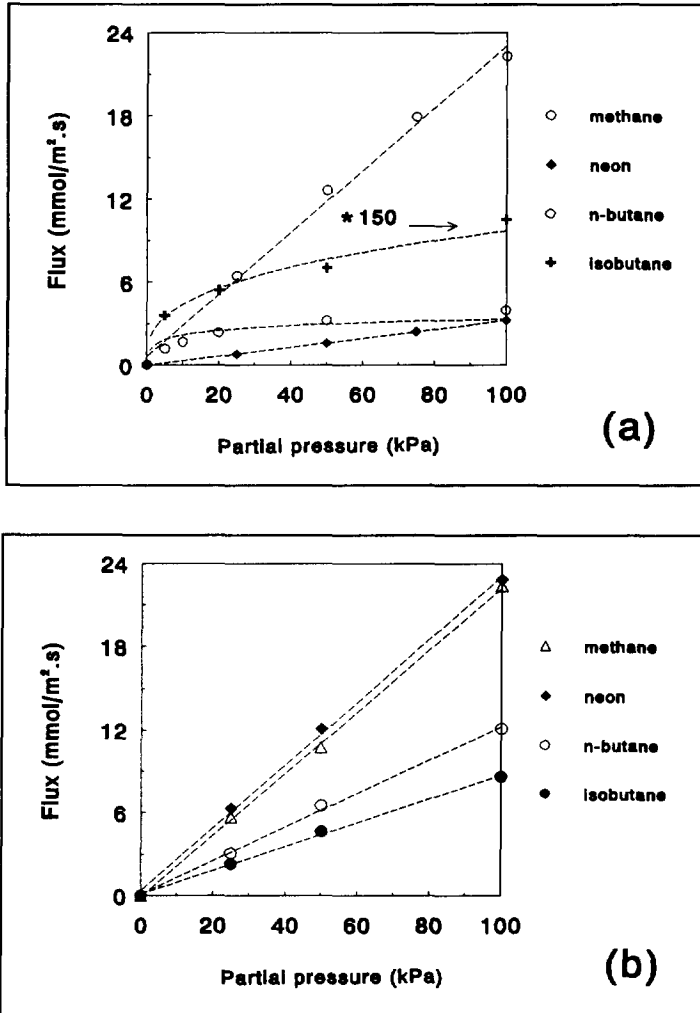 24
18
12
6
0
Flux (mmol/m².s)
* 150
0 20 40 60 80 100
Partial pressure (kPa)
methane
neon
n-butane
isobutane
(a)
24
18
12
6
0
Flux (mmol/m².s)
0 20 40 60 80 100
Partial pressure (kPa)
methane
neon
n-butane
isobutane
(b)